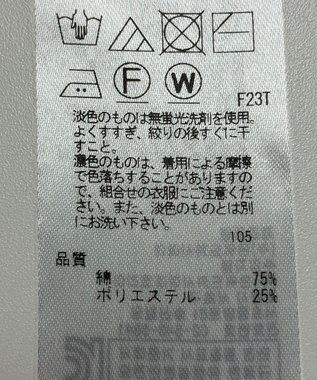 F W
F23T
淡色のものは無蛍光洗剤を使用。
よくすすぎ、絞りの後すぐに干
すこと。
濃色のものは、着用による摩擦
で色落ちすることがありますの
で、組合せの衣服にご注意くだ
さい。また、淡色のものとは別
にお洗い下さい。
105
品質
綿 75%
ポリエステル 25%